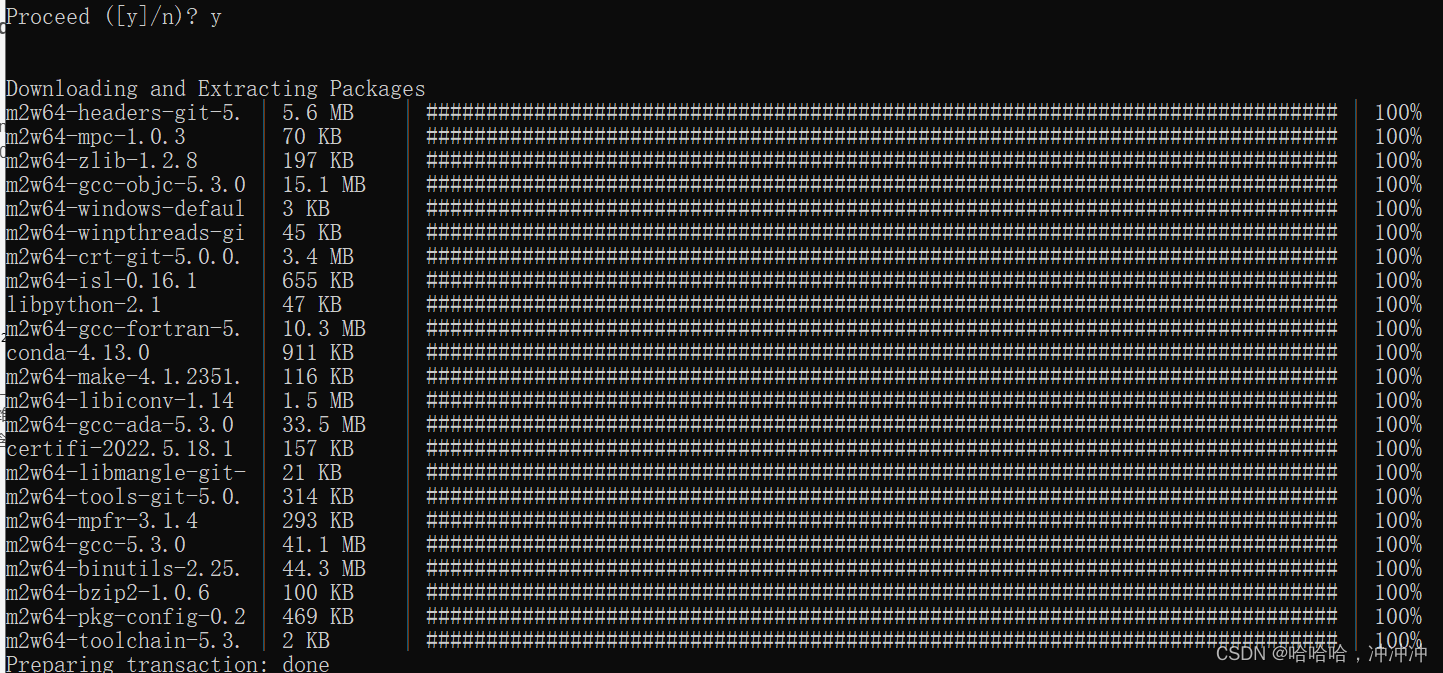 Proceed ([y]/n)? y
Downloading and Extracting Packages
m2w64-headers-git-5. | 5.6 MB | ############################################################################ | 100%
m2w64-mpc-1.0.3 | 70 KB | ############################################################################ | 100%
m2w64-zlib-1.2.8 | 197 KB | ############################################################################ | 100%
m2w64-gcc-objc-5.3.0 | 15.1 MB | ############################################################################ | 100%
m2w64-windows-defaul | 3 KB | ############################################################################ | 100%
m2w64-winpthreads-gi | 45 KB | ############################################################################ | 100%
m2w64-crt-git-5.0.0. | 3.4 MB | ############################################################################ | 100%
m2w64-isl-0.16.1 | 655 KB | ############################################################################ | 100%
libpython-2.1 | 47 KB | ############################################################################ | 100%
m2w64-gcc-fortran-5. | 10.3 MB | ############################################################################ | 100%
conda-4.13.0 | 911 KB | ############################################################################ | 100%
m2w64-make-4.1.2351. | 116 KB | ############################################################################ | 100%
m2w64-libiconv-1.14 | 1.5 MB | ############################################################################ | 100%
m2w64-gcc-ada-5.3.0 | 33.5 MB | ############################################################################ | 100%
certifi-2022.5.18.1 | 157 KB | ############################################################################ | 100%
m2w64-libmangle-git- | 21 KB | ############################################################################ | 100%
m2w64-tools-git-5.0. | 314 KB | ############################################################################ | 100%
m2w64-mpfr-3.1.4 | 293 KB | ############################################################################ | 100%
m2w64-gcc-5.3.0 | 41.1 MB | ############################################################################ | 100%
m2w64-binutils-2.25. | 44.3 MB | ############################################################################ | 100%
m2w64-bzip2-1.0.6 | 100 KB | ############################################################################ | 100%
m2w64-pkg-config-0.2 | 469 KB | ############################################################################ | 100%
m2w64-toolchain-5.3. | 2 KB | ############################################################################ | 100%
Preparing transaction: done
CSDN @哈哈哈，冲冲冲